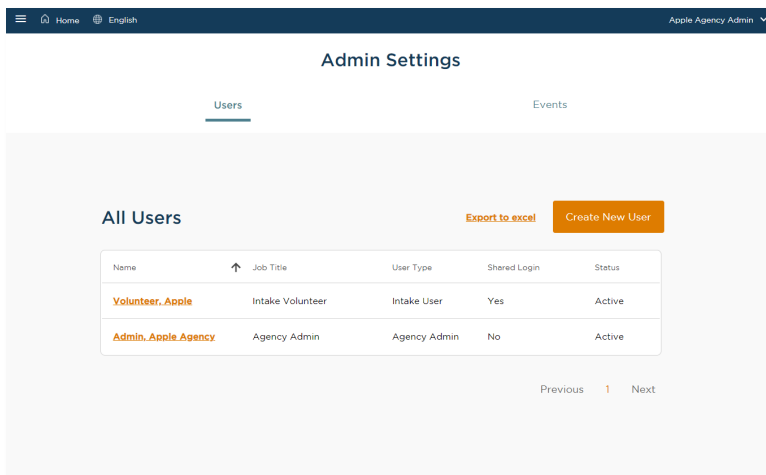 Home English Apple Agency Admin
Admin Settings
Users Events
All Users Export to excel Create New User
Name Job Title User Type Shared Login Status
Volunteer, Apple Intake Volunteer Intake User Yes Active
Admin, Apple Agency Agency Admin Agency Admin No Active
Previous 1 Next